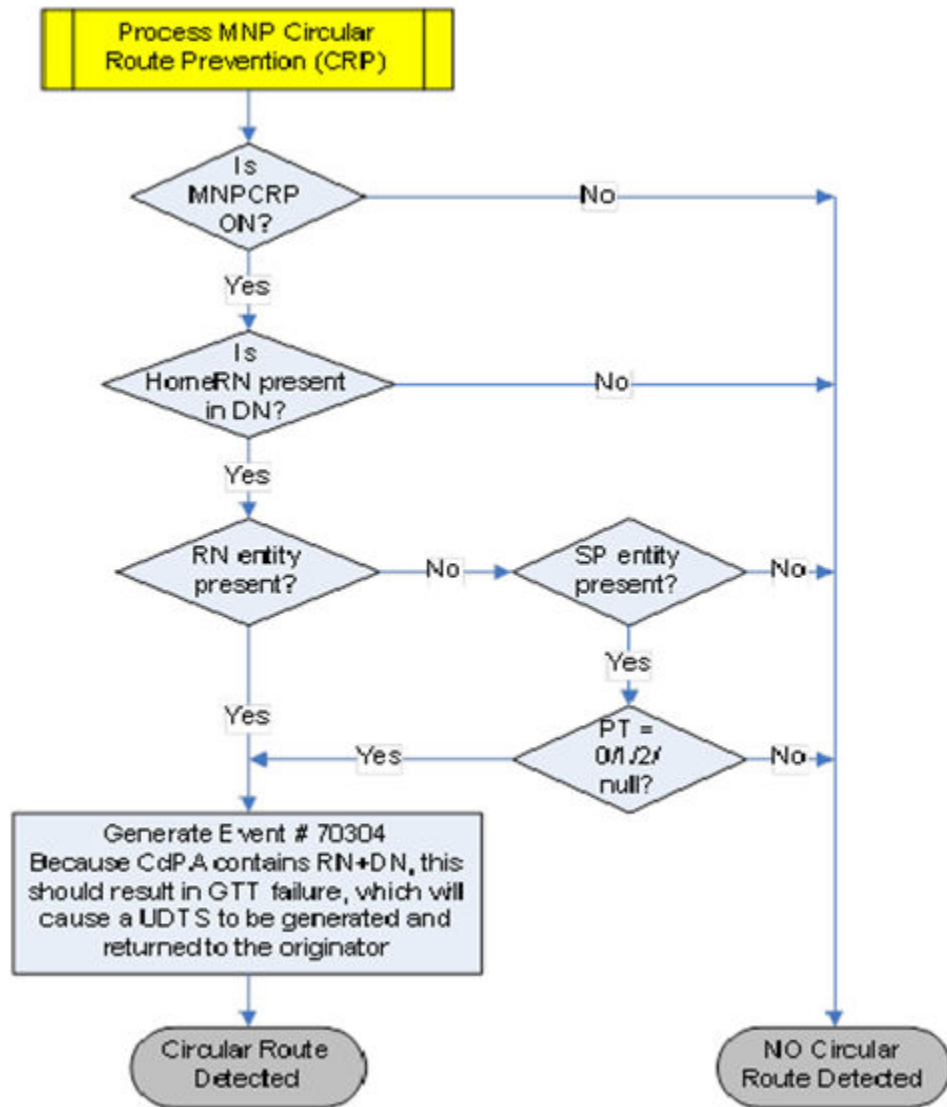 Process MNP Circular
Route Prevention (CRP)
Is
MNPCRP
ON?
No
Yes
Is
HomeRN present
in DN?
No
Yes
RN entity
present?
No
SP entity
present?
No
Yes
Yes
PT =
0/1/2/
null?
Yes
No
Generate Event # 70304
Because CdPA contains RN+DN, this
should result in GTT failure, which will
cause a UDTS to be generated and
returned to the originator
Circular Route
Detected
NO Circular
Route Detected